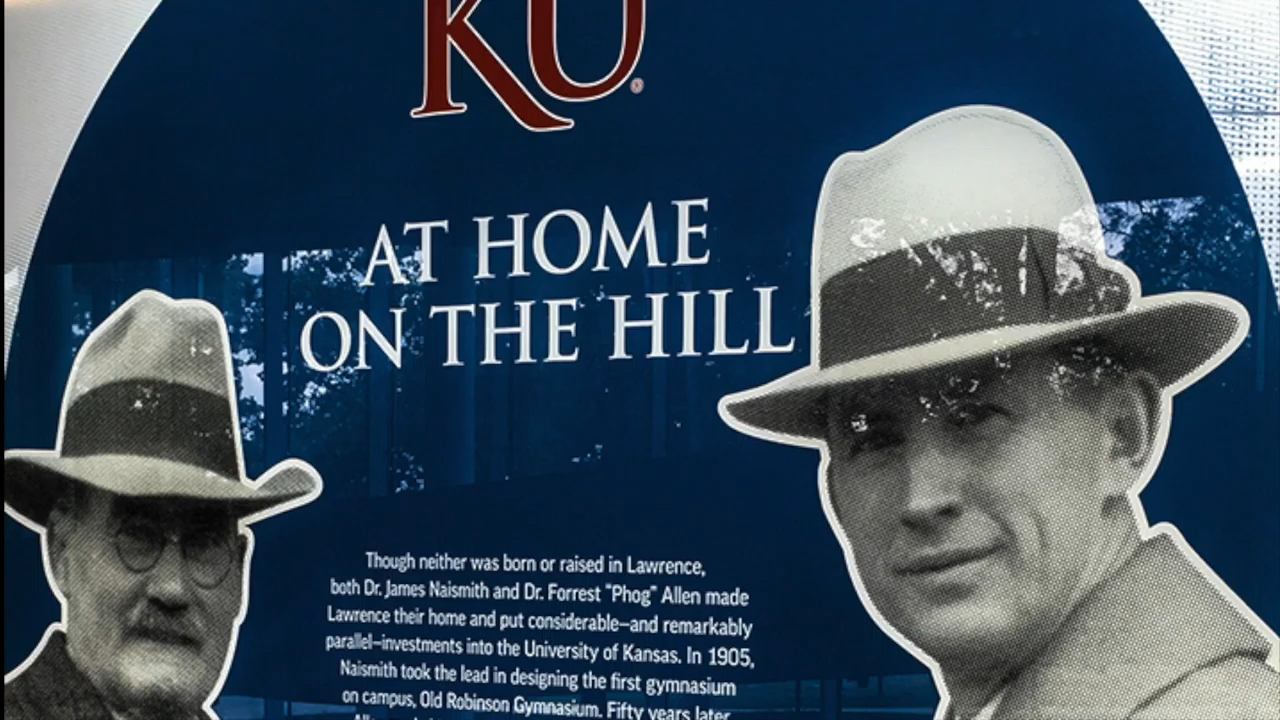 KU®
AT HOME
ON THE HILL
Though neither was born or raised in Lawrence,
both Dr. James Naismith and Dr. Forrest "Phog" Allen made
Lawrence their home and put considerable—and remarkably
parallel—investments into the University of Kansas. In 1905,
Naismith took the lead in designing the first gymnasium
on campus, Old Robinson Gymnasium. Fifty years later